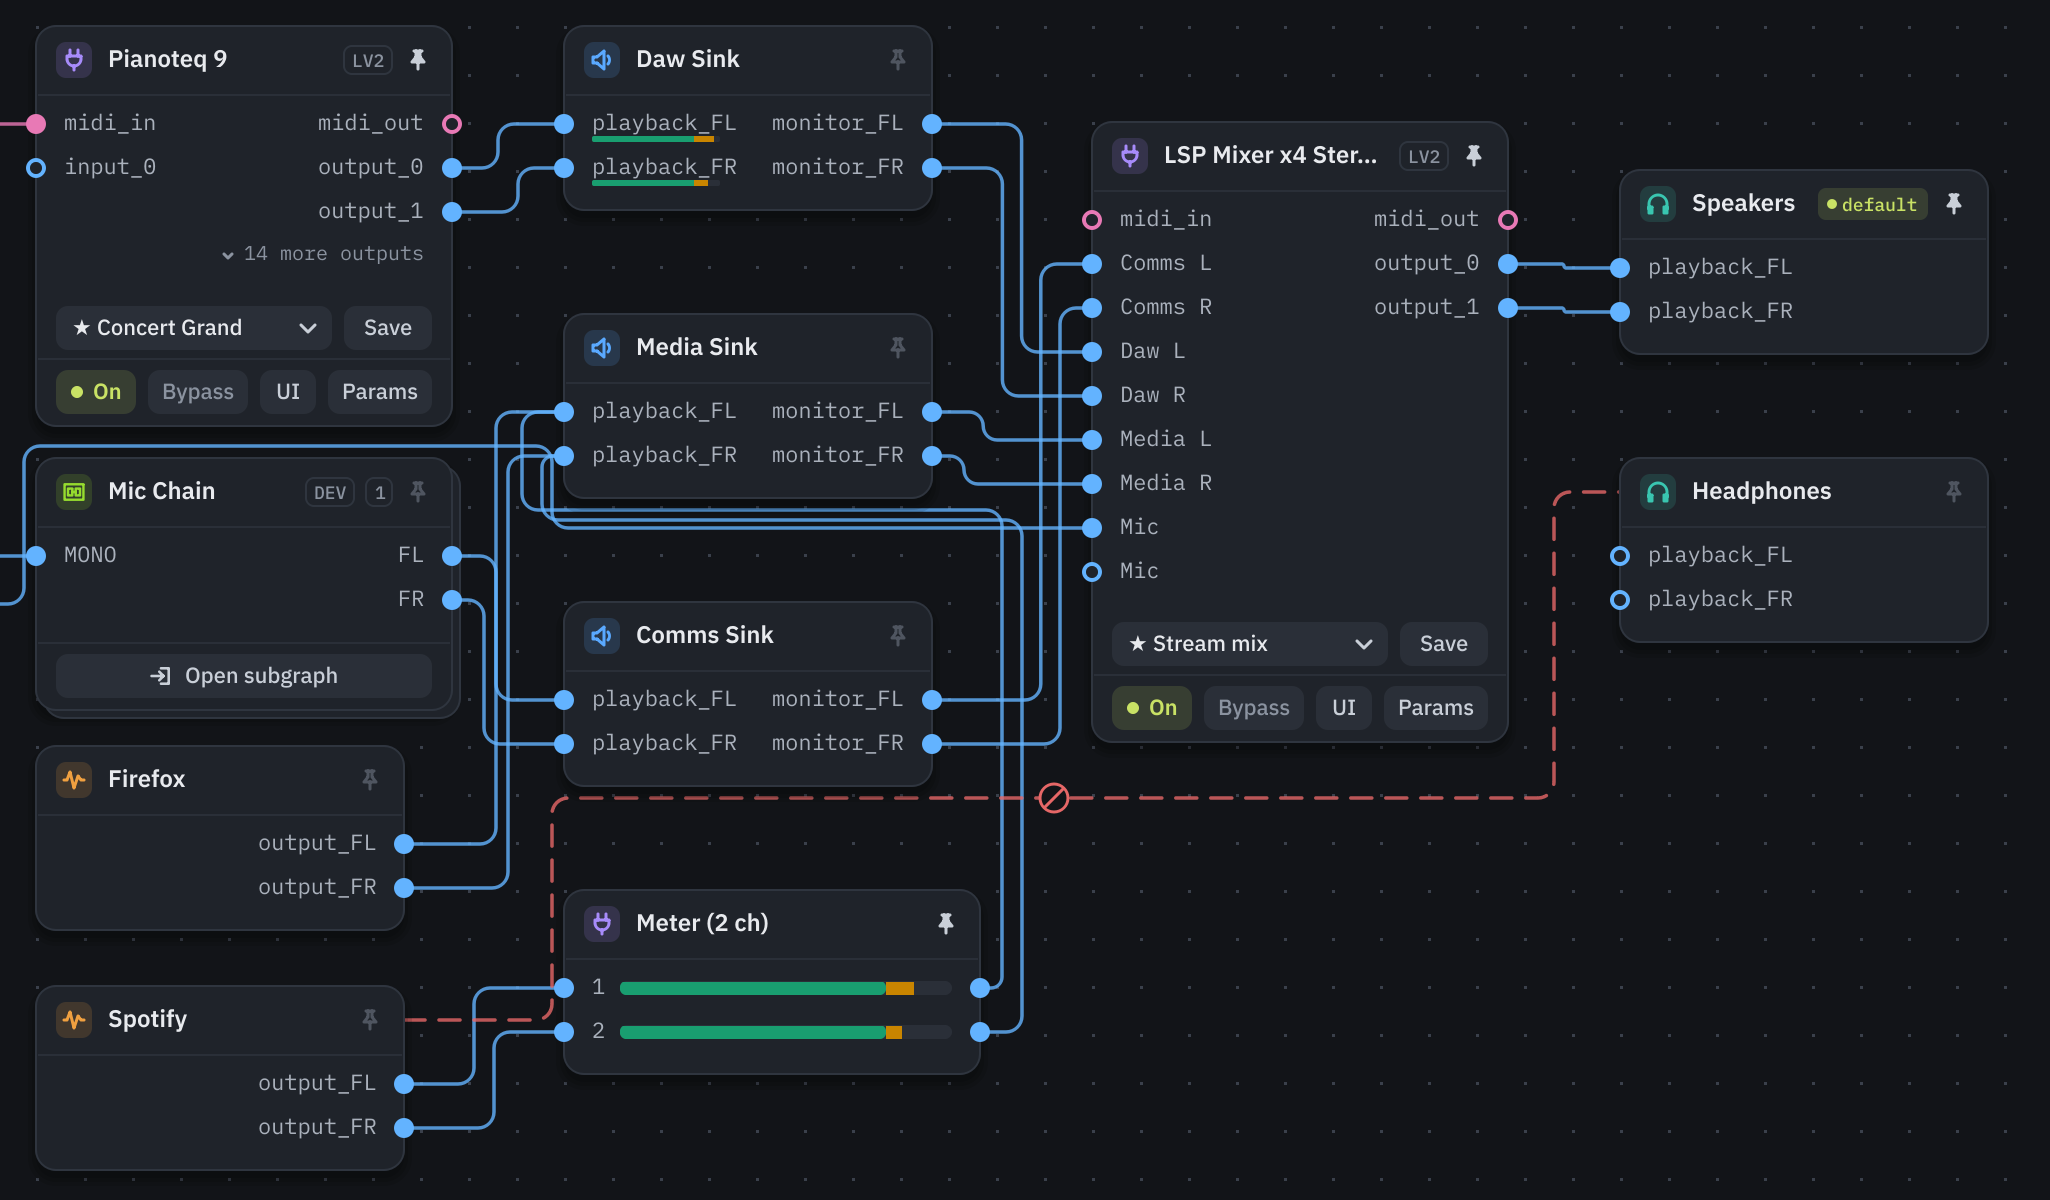 Pianoteq 9 LV2
midi_in midi_out
input_0 output_0
output_1
14 more outputs
★ Concert Grand Save
On Bypass UI Params
Mic Chain DEV 1
MONO FL
FR
Open subgraph
Firefox
output_FL
output_FR
Spotify
output_FL
output_FR
Daw Sink
playback_FL monitor_FL
playback_FR monitor_FR
Media Sink
playback_FL monitor_FL
playback_FR monitor_FR
Comms Sink
playback_FL monitor_FL
playback_FR monitor_FR
Meter (2 ch)
1
2
LSP Mixer x4 Ster... LV2
midi_in midi_out
Comms L output_0
Comms R output_1
Daw L
Daw R
Media L
Media R
Mic
Mic
★ Stream mix Save
On Bypass UI Params
Speakers default
playback_FL
playback_FR
Headphones
playback_FL
playback_FR